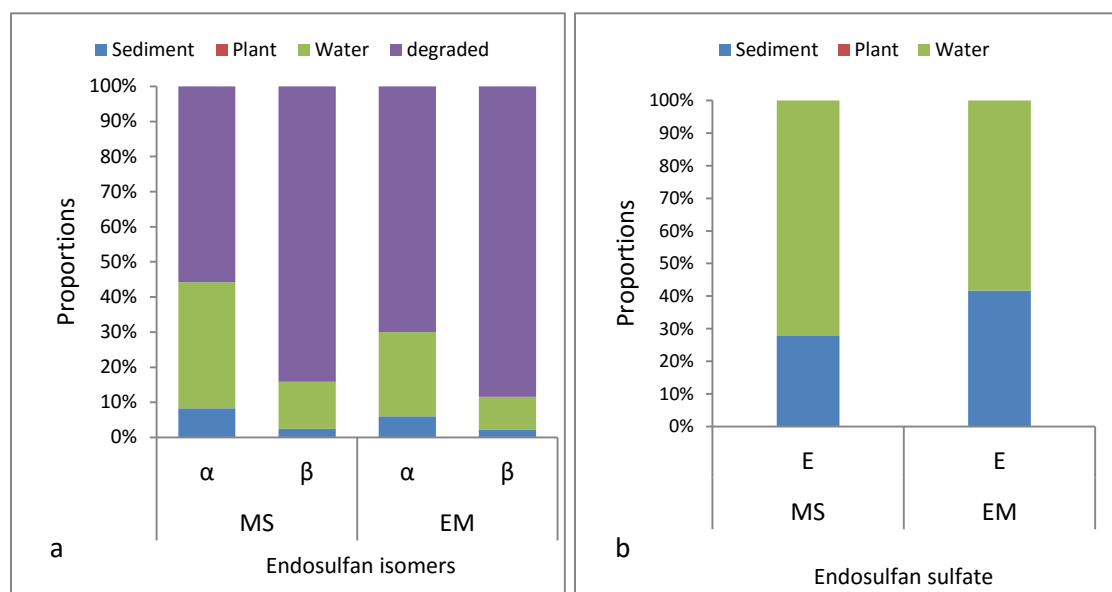 Sediment Plant Water degraded
100%
90%
80%
70%
60%
50%
40%
30%
20%
10%
0%
Proportions
α β α β
MS EM
a
Endosulfan isomers
Sediment Plant Water
100%
90%
80%
70%
60%
50%
40%
30%
20%
10%
0%
Proportions
E E
MS EM
b
Endosulfan sulfate